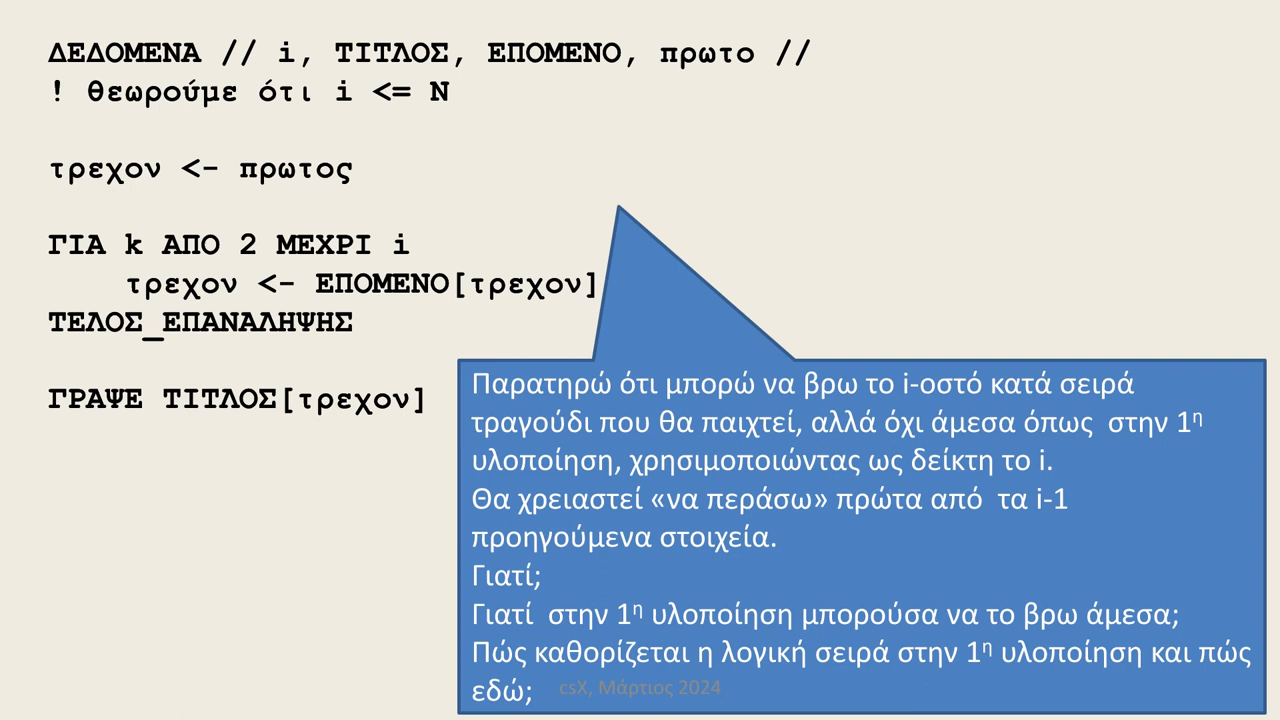 ΔΕΔΟΜΕΝΑ // i, ΤΙΤΛΟΣ, ΕΠΟΜΕΝΟ, πρωτο //
! θεωρούμε ότι i <= N
τρεχον <- πρωτος
ΓΙΑ k ΑΠΟ 2 ΜΕΧΡΙ i
τρεχον <- ΕΠΟΜΕΝΟ[τρεχον]
ΤΕΛΟΣ_ΕΠΑΝΑΛΗΨΗΣ
ΓΡΑΨΕ ΤΙΤΛΟΣ[τρεχον]
Παρατηρώ ότι μπορώ να βρω το i-οστό κατά σειρά
τραγούδι που θα παιχτεί, αλλά όχι άμεσα όπως στην 1η
υλοποίηση, χρησιμοποιώντας ως δείκτη το i.
Θα χρειαστεί «να περάσω» πρώτα από τα i-1
προηγούμενα στοιχεία.
Γιατί;
Γιατί στην 1η υλοποίηση μπορούσα να το βρω άμεσα;
Πώς καθορίζεται η λογική σειρά στην 1η υλοποίηση και πώς
εδώ;
csX, Μάρτιος 2024